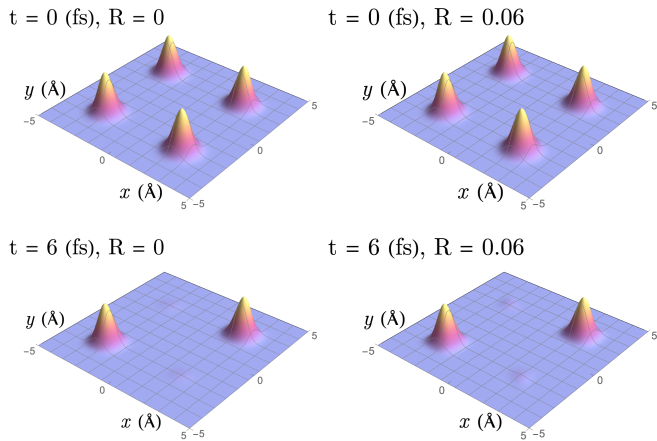 t = 0 (fs), R = 0
y (Å)
−5
0
x (Å)
5
−5
0
5
t = 0 (fs), R = 0.06
y (Å)
−5
0
x (Å)
5
−5
0
5
t = 6 (fs), R = 0
y (Å)
−5
0
x (Å)
5
−5
0
5
t = 6 (fs), R = 0.06
y (Å)
−5
0
x (Å)
5
−5
0
5